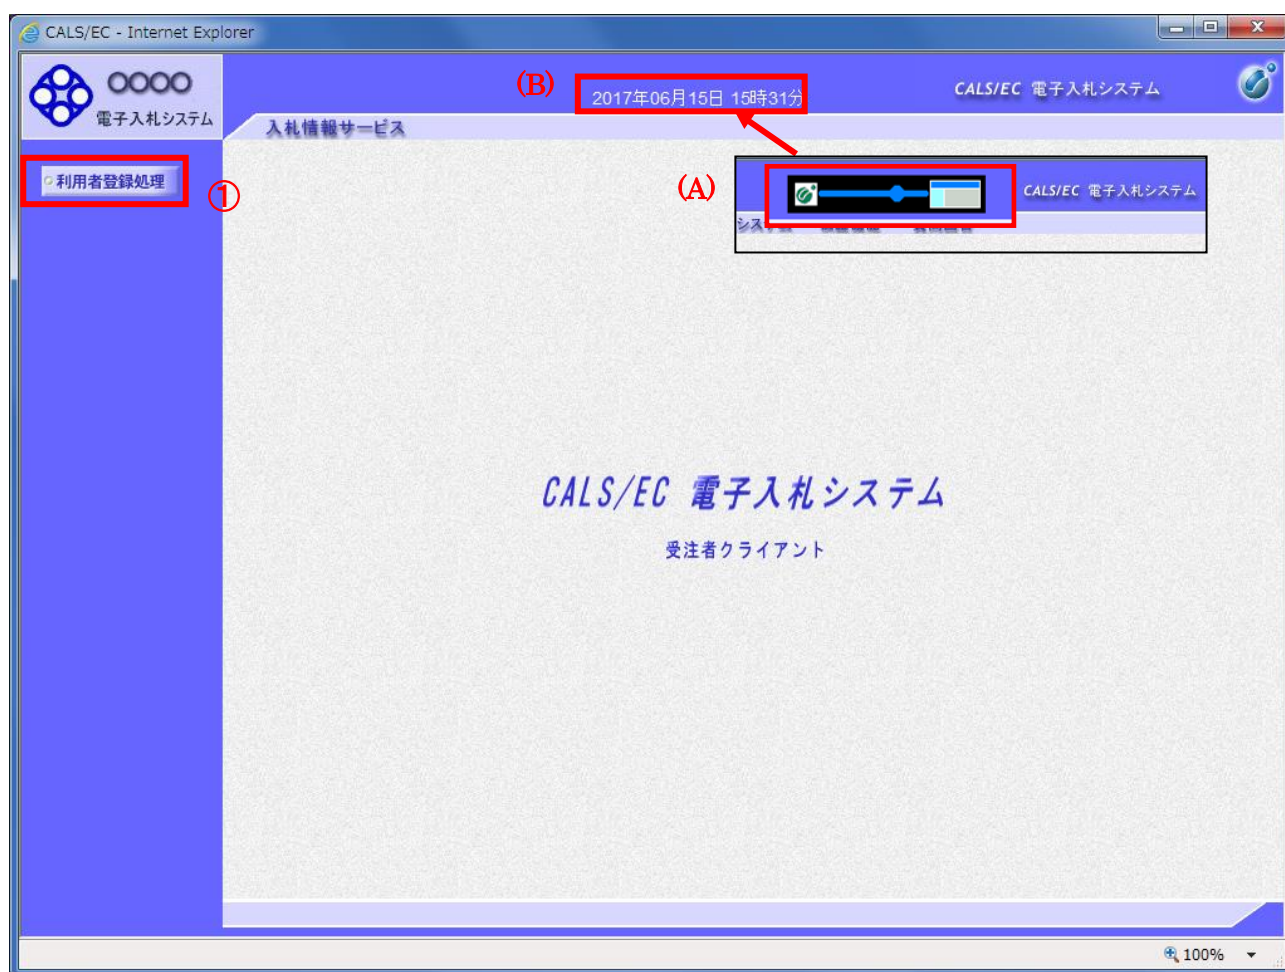 CALS/EC - Internet Explorer
〇〇〇〇
電子入札システム
(B)
2017年06月15日 15時31分
CALS/EC 電子入札システム
入札情報サービス
利用者登録処理
①
(A)
CALS/EC 電子入札システム
CALS/EC 電子入札システム
受注者クライアント
100%